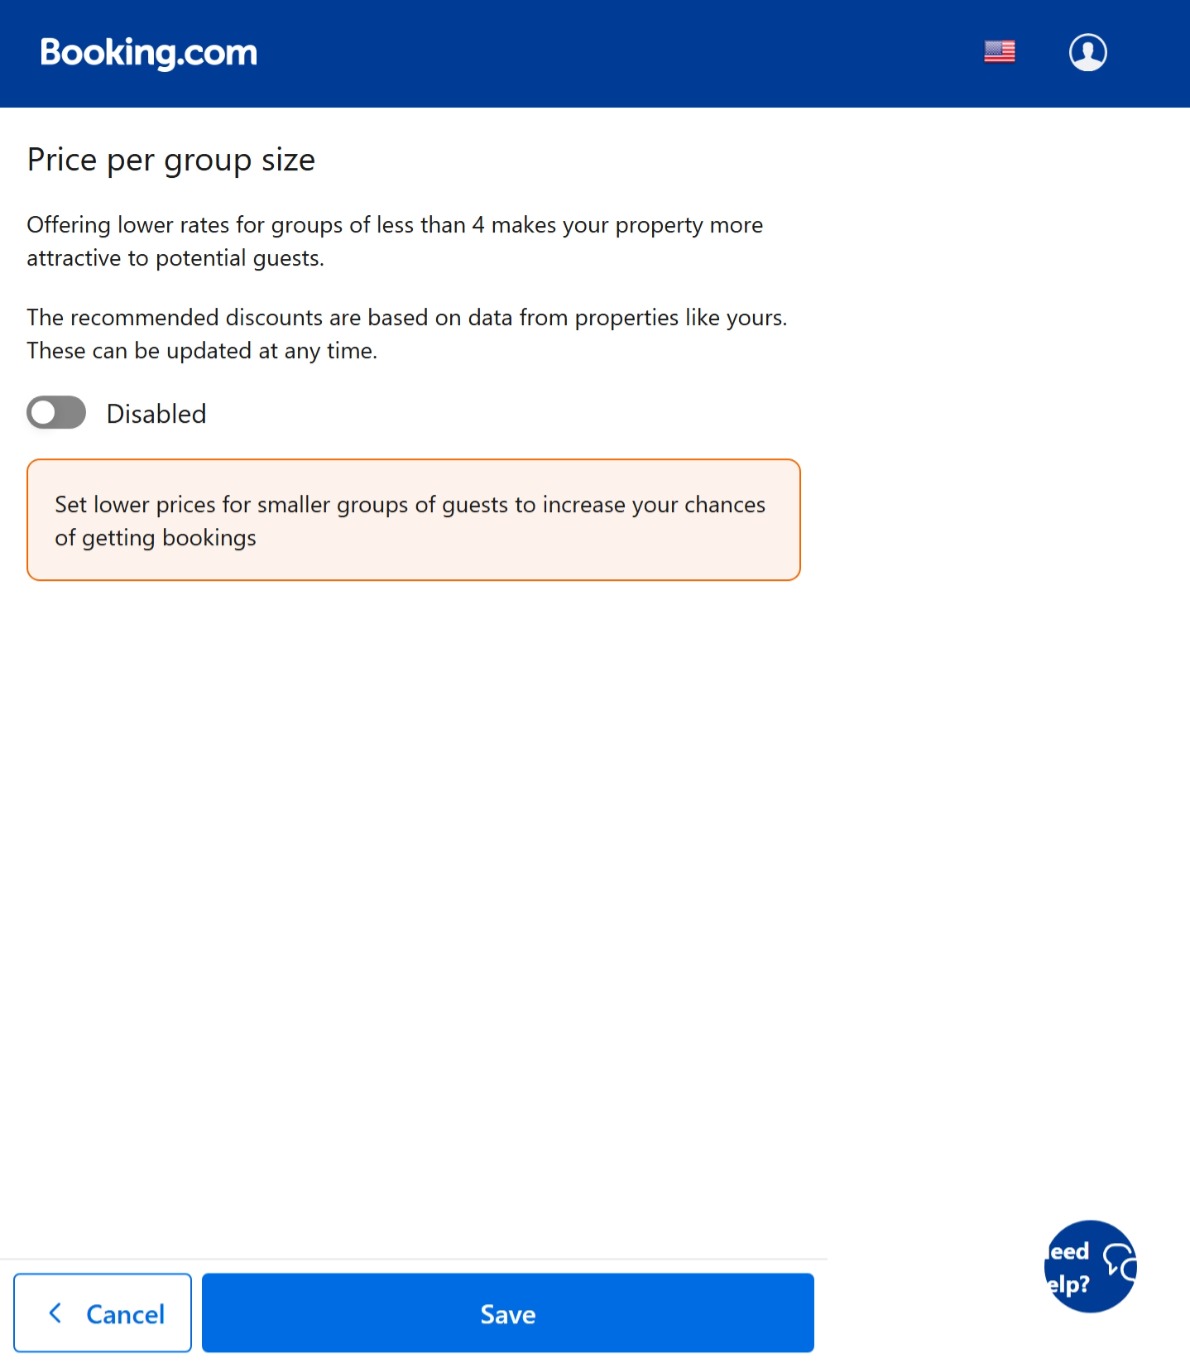 Booking.com
Price per group size
Offering lower rates for groups of less than 4 makes your property more
attractive to potential guests.
The recommended discounts are based on data from properties like yours.
These can be updated at any time.
Disabled
Set lower prices for smaller groups of guests to increase your chances
of getting bookings
eed
elp?
Cancel
Save